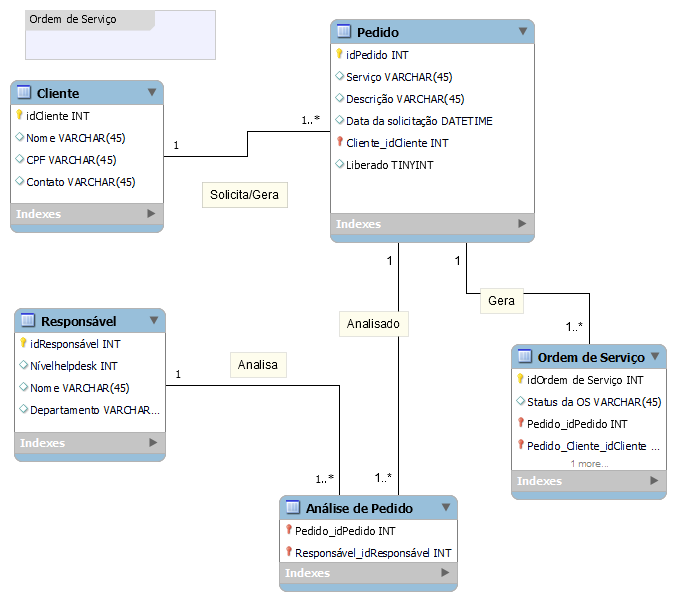 Ordem de Serviço
Pedido
idPedido INT
Serviço VARCHAR(45)
Descrição VARCHAR(45)
Data da solicitação DATETIME
Cliente_idCliente INT
Liberado TINYINT
Indexes
Cliente
idCliente INT
Nome VARCHAR(45)
CPF VARCHAR(45)
Contato VARCHAR(45)
Indexes
1
1..*
Solicita/Gera
1
1
Gera
Analisado
1..*
Responsável
idResponsável INT
Nívelhelpdesk INT
Nome VARCHAR(45)
Departamento VARCHAR...
Indexes
1
Analisa
1..*
1..*
Ordem de Serviço
idOrdem de Serviço INT
Status da OS VARCHAR(45)
Pedido_idPedido INT
Pedido_Cliente_idCliente ...
1 more...
Indexes
Análise de Pedido
Pedido_idPedido INT
Responsável_idResponsável INT
Indexes